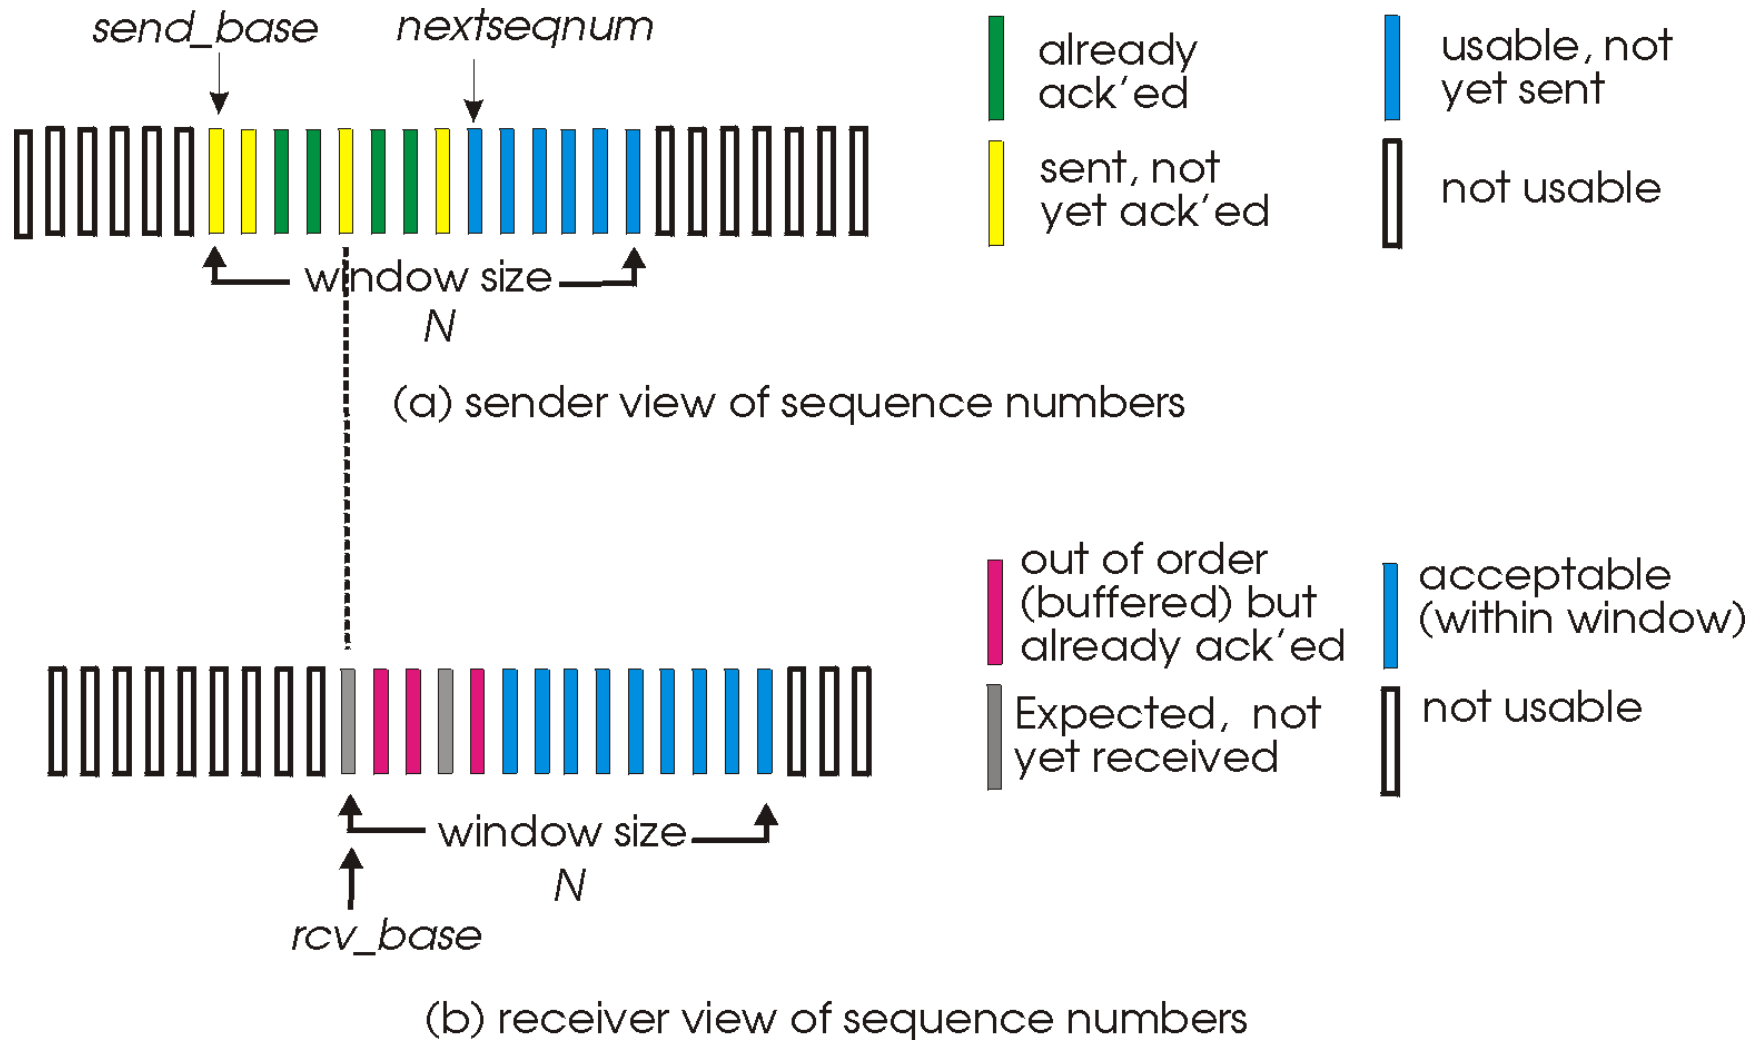 send_base
nextseqnum
already
ack'ed
usable, not
yet sent
sent, not
yet ack'ed
not usable
window size
N
(a) sender view of sequence numbers
out of order
(buffered) but
already ack'ed
acceptable
(within window)
Expected, not
yet received
not usable
window size
N
rcv_base
(b) receiver view of sequence numbers